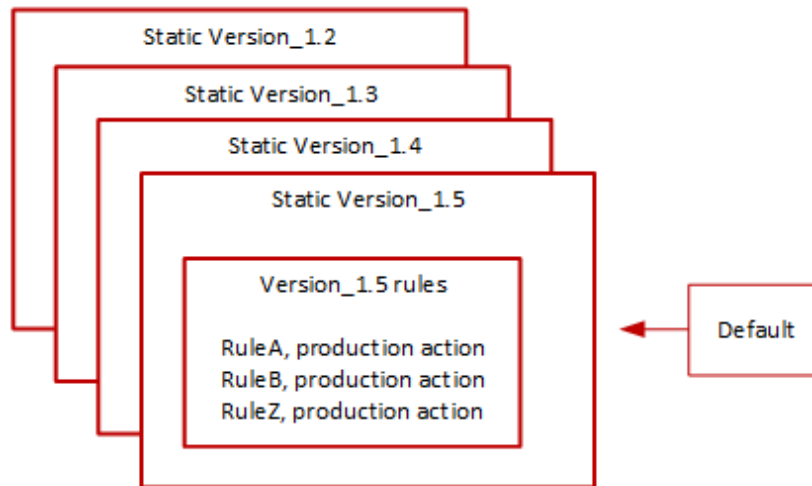 Static Version_1.2
Static Version_1.3
Static Version_1.4
Static Version_1.5
Version_1.5 rules
RuleA, production action
RuleB, production action
RuleZ, production action
Default